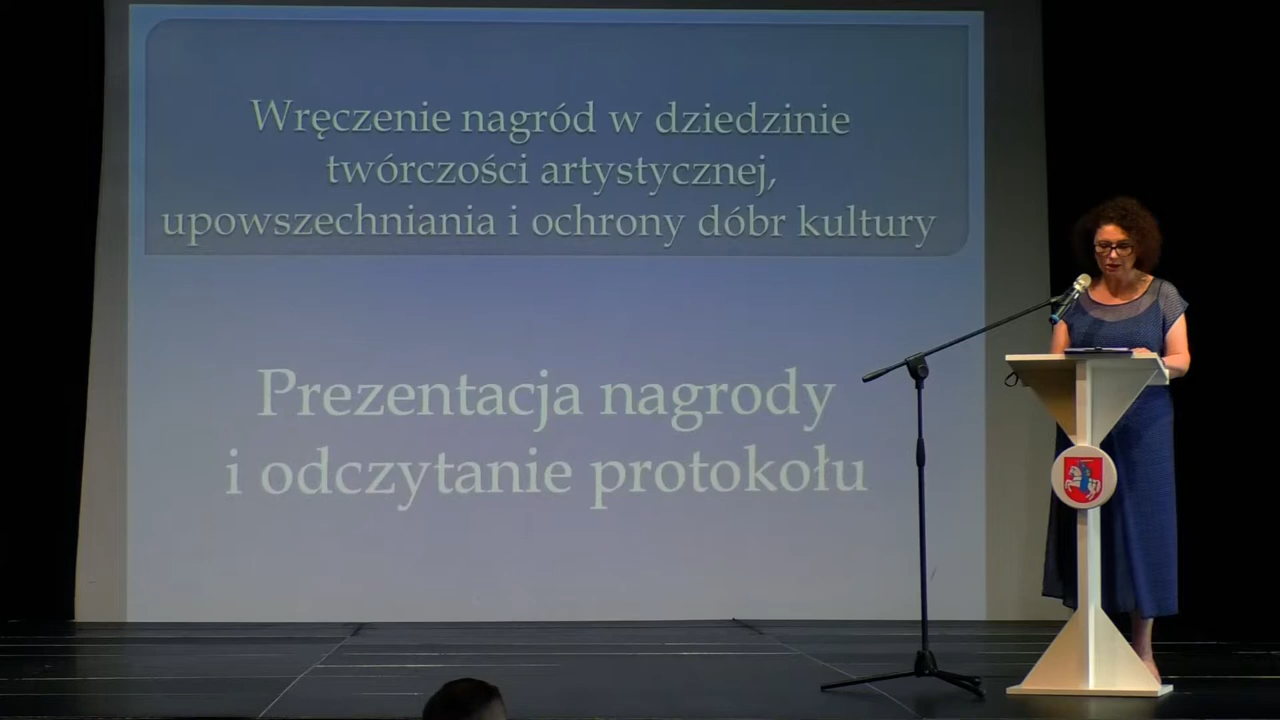 Wręczenie nagród w dziedzinie
twórczości artystycznej,
upowszechniania i ochrony dóbr kultury
Prezentacja nagrody
i odczytanie protokołu